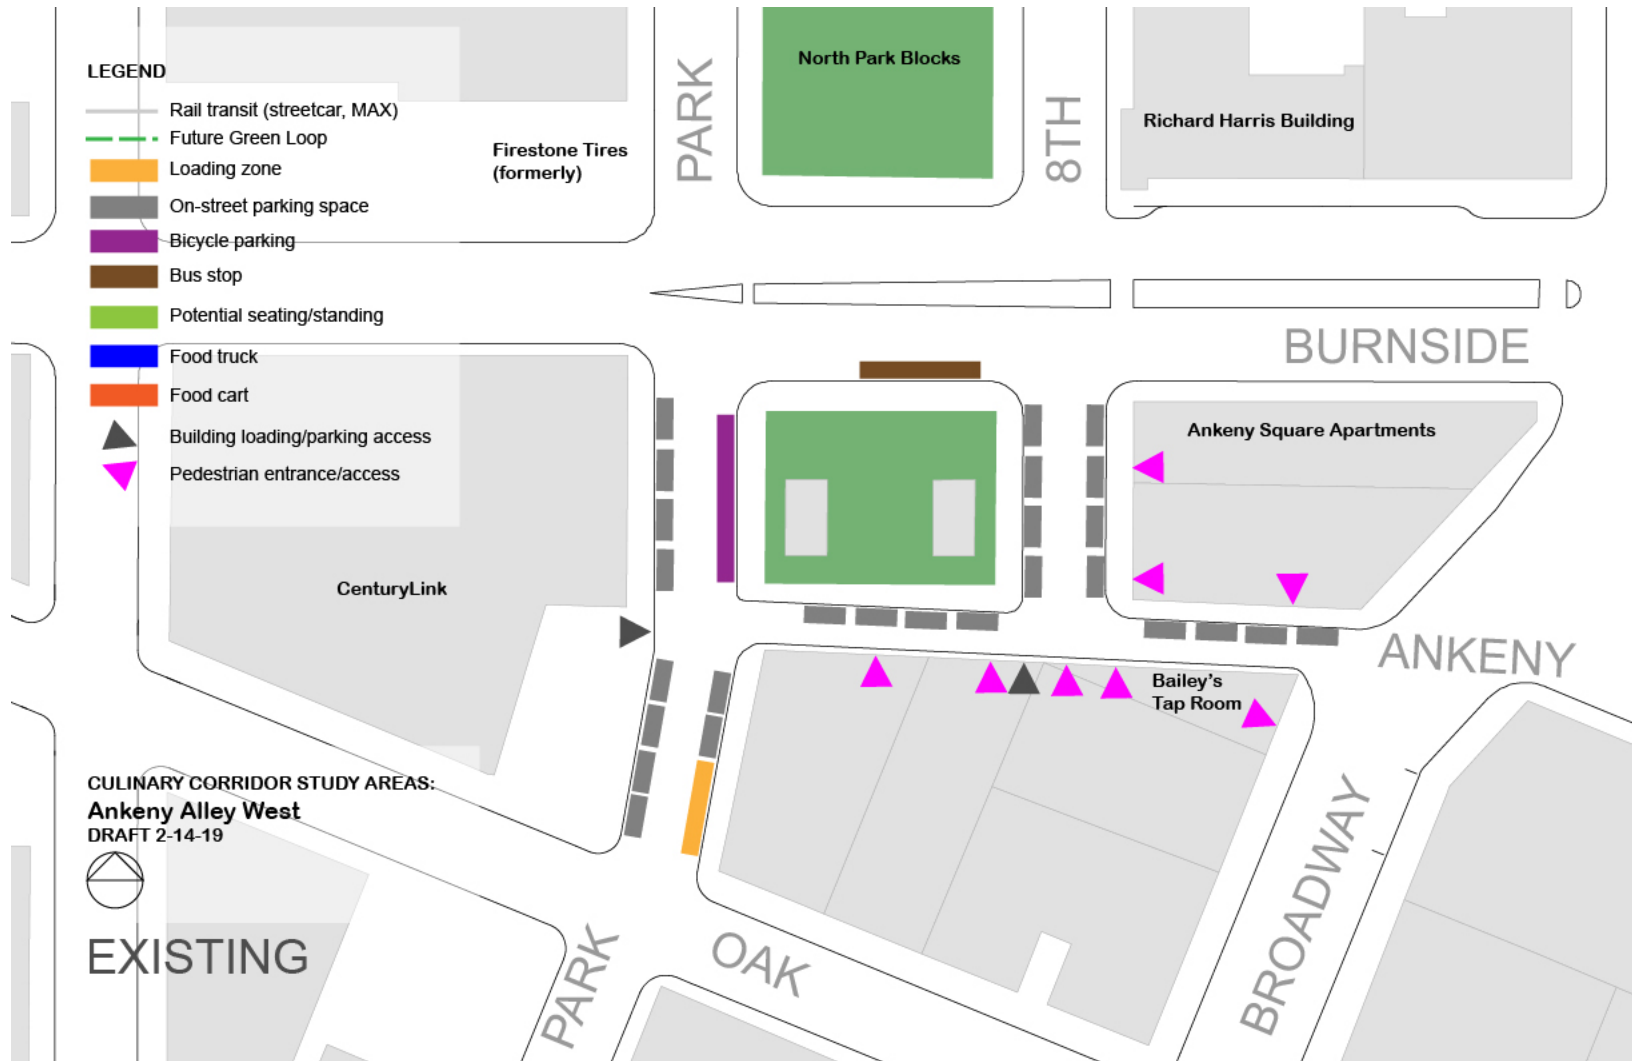 LEGEND
Rail transit (streetcar, MAX)
Future Green Loop
Loading zone
On-street parking space
Bicycle parking
Bus stop
Potential seating/standing
Food truck
Food cart
Building loading/parking access
Pedestrian entrance/access
Firestone Tires
(formerly)
PARK
North Park Blocks
8TH
Richard Harris Building
BURNSIDE
Ankeny Square Apartments
CenturyLink
ANKENY
Bailey's
Tap Room
CULINARY CORRIDOR STUDY AREAS:
Ankeny Alley West
DRAFT 2-14-19
EXISTING
PARK
OAK
BROADWAY